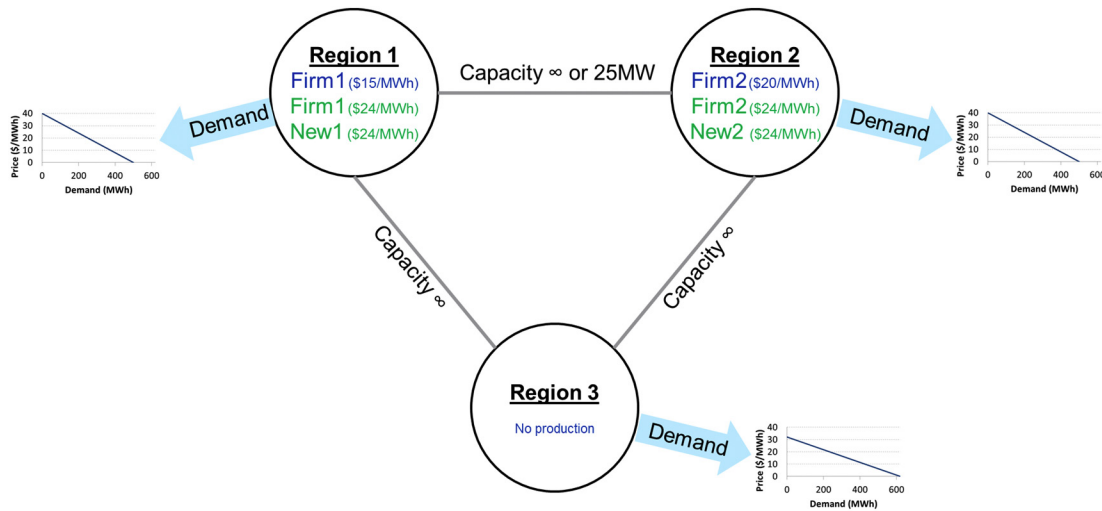 Region 1
Firm1 ($15/MWh)
Firm1 ($24/MWh)
New1 ($24/MWh)
Capacity ∞ or 25MW
Region 2
Firm2 ($20/MWh)
Firm2 ($24/MWh)
New2 ($24/MWh)
Demand
Price ($/MWh)
40
30
20
10
0
0 200 400 600
Demand (MWh)
Demand
Price ($/MWh)
40
30
20
10
0
0 200 400 600
Demand (MWh)
Capacity ∞
Capacity ∞
Region 3
No production
Demand
Price ($/MWh)
40
30
20
10
0
0 200 400 600
Demand (MWh)